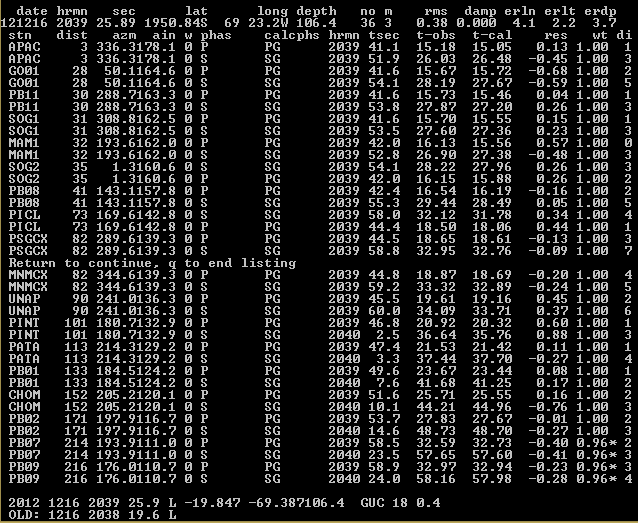 date hrmn sec lat long depth no m rms damp erln erlt erdp
121216 2039 25.89 1950.84S 69 23.2W 106.4 36 3 0.38 0.000 4.1 2.2 3.7
stn dist azm ain w phas calcphs hrmn tsec t-obs t-cal res wt di
APAC 3 336.3178.1 0 P PG 2039 41.1 15.18 15.05 0.13 1.00 1
APAC 3 336.3178.1 0 S SG 2039 51.9 26.03 26.48 -0.45 1.00 3
GO01 28 50.1164.6 0 P PG 2039 41.6 15.67 15.72 -0.68 1.00 2
GO01 28 50.1164.6 0 S SG 2039 54.1 28.19 27.67 -0.59 1.00 5
PB11 30 288.7163.3 0 P PG 2039 41.6 15.73 15.46 0.04 1.00 1
PB11 30 288.7163.3 0 S SG 2039 53.8 27.87 27.20 0.26 1.00 3
SOG1 31 308.8162.5 0 P PG 2039 41.6 15.70 15.55 0.15 1.00 1
SOG1 31 308.8162.5 0 S SG 2039 53.5 27.60 27.36 0.23 1.00 3
MAM1 32 193.6162.0 0 P PG 2039 42.0 16.13 15.56 0.57 1.00 0
MAM1 32 193.6162.0 0 S SG 2039 52.8 26.90 27.38 -0.48 1.00 3
SOG2 35 1.3160.6 0 S SG 2039 54.1 28.22 27.96 0.26 1.00 3
SOG2 35 1.3160.6 0 P PG 2039 42.0 16.15 15.88 0.26 1.00 2
PB08 41 143.1157.8 0 P PG 2039 42.4 16.54 16.19 -0.16 1.00 2
PB08 41 143.1157.8 0 S SG 2039 55.3 29.44 28.49 0.05 1.00 5
PICL 73 169.6142.8 0 S SG 2039 58.0 32.12 31.78 0.34 1.00 4
PICL 73 169.6142.8 0 P PG 2039 44.4 18.50 18.06 0.44 1.00 1
PSGCX 82 289.6139.3 0 P PG 2039 44.5 18.65 18.61 -0.13 1.00 3
PSGCX 82 289.6139.3 0 S SG 2039 58.8 32.95 32.76 -0.09 1.00 7
Return to continue, q to end listing
MNMCX 82 344.6139.3 0 P PG 2039 44.8 18.87 18.69 -0.20 1.00 4
MNMCX 82 344.6139.3 0 S SG 2039 59.2 33.32 32.89 -0.24 1.00 5
UNAP 90 241.0136.3 0 P PG 2039 45.5 19.61 19.16 0.45 1.00 2
UNAP 90 241.0136.3 0 S SG 2039 60.0 34.09 33.71 0.37 1.00 6
PINT 101 180.7132.9 0 P PG 2039 46.8 20.92 20.32 0.60 1.00 1
PINT 101 180.7132.9 0 S SG 2040 2.5 36.64 35.76 0.88 1.00 3
PATA 113 214.3129.2 0 P PG 2039 47.4 21.53 21.42 0.11 1.00 1
PATA 113 214.3129.2 0 S SG 2040 3.3 37.44 37.70 -0.27 1.00 4
PB01 133 184.5124.2 0 P PG 2039 49.6 23.67 23.44 0.08 1.00 1
PB01 133 184.5124.2 0 S SG 2040 7.6 41.68 41.25 0.17 1.00 2
CHOM 152 205.2120.1 0 P PG 2039 51.6 25.71 25.55 0.16 1.00 2
CHOM 152 205.2120.1 0 S SG 2040 10.1 44.21 44.96 -0.76 1.00 3
PB02 171 197.9116.7 0 P PG 2039 53.7 27.83 27.67 -0.01 1.00 2
PB02 171 197.9116.7 0 S SG 2040 14.6 48.73 48.70 -0.27 1.00 3
PB07 214 193.9111.0 0 P PG 2039 58.5 32.59 32.73 -0.40 0.96* 2
PB07 214 193.9111.0 0 S SG 2040 23.5 57.65 57.60 -0.41 0.96* 3
PB09 216 176.0110.7 0 P PG 2039 58.9 32.97 32.94 -0.23 0.96* 3
PB09 216 176.0110.7 0 S SG 2040 24.0 58.16 57.98 -0.28 0.96* 4
2012 1216 2039 25.9 L -19.847 -69.387106.4 GUC 18 0.4
OLD: 1216 2038 19.6 L